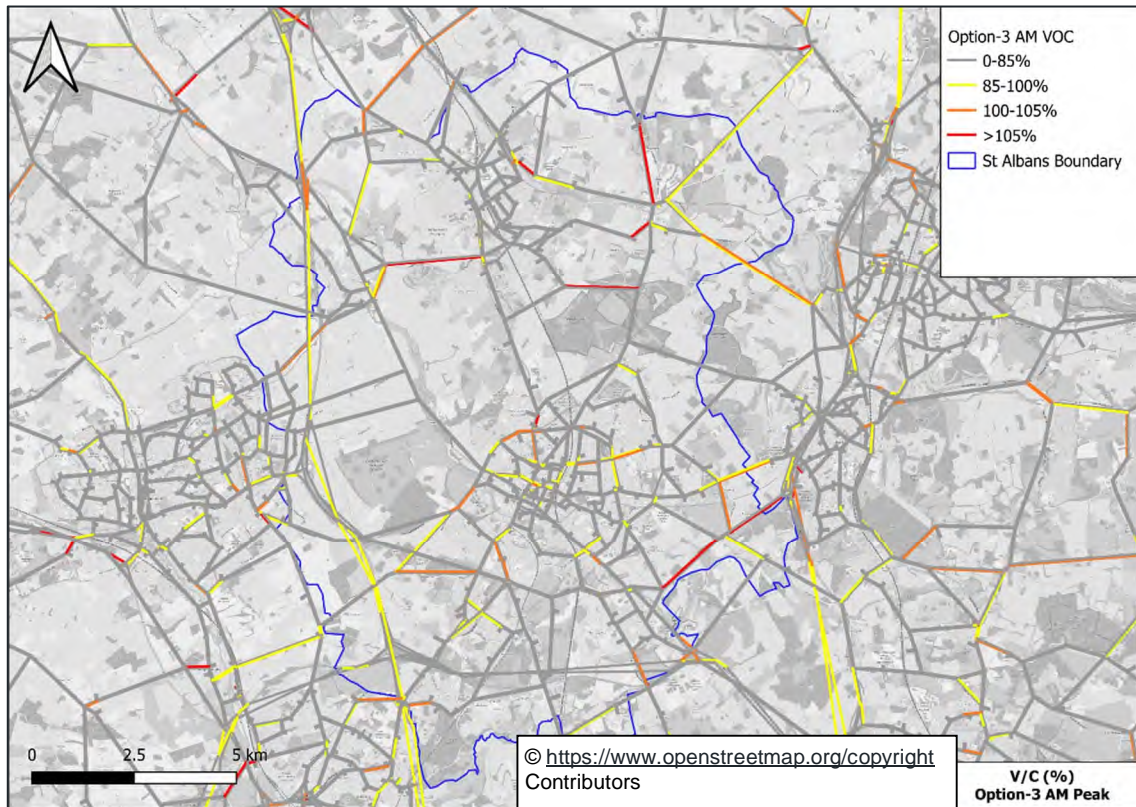 Option-3 AM VOC
0-85%
85-100%
100-105%
>105%
St Albans Boundary
0 2.5 5 km
© https://www.openstreetmap.org/copyright
Contributors
V/C (%)
Option-3 AM Peak